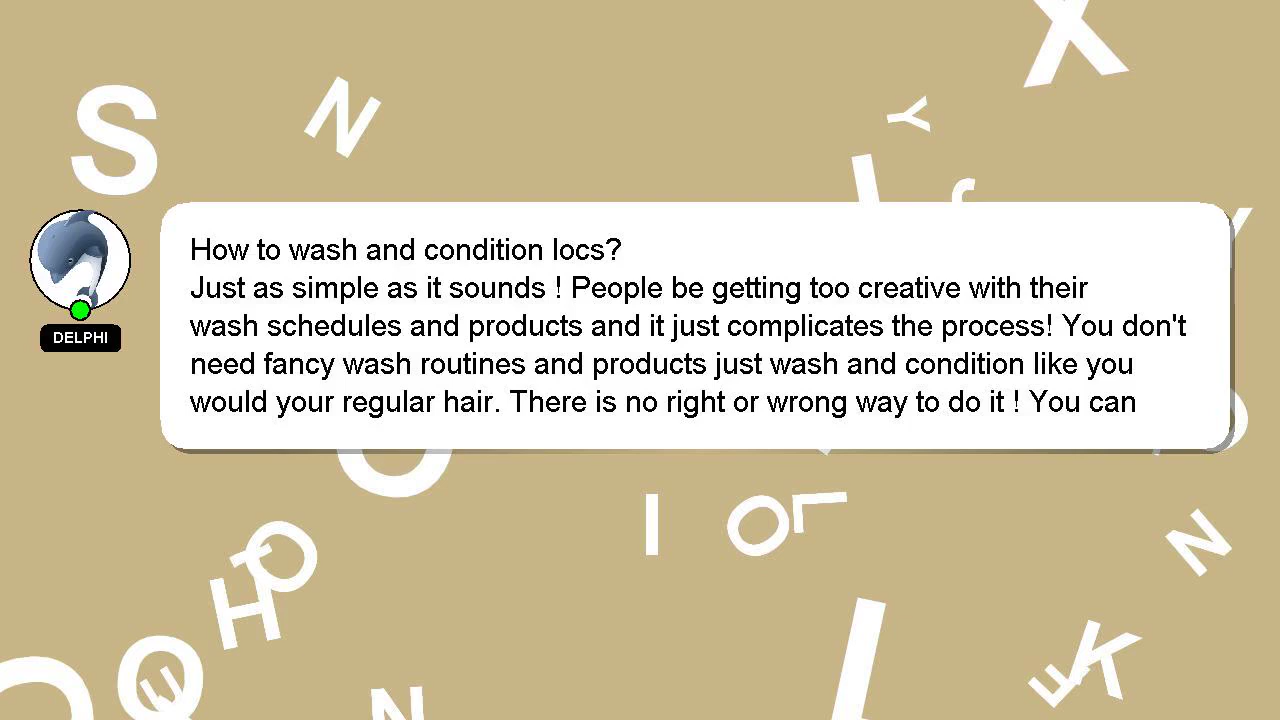 How to wash and condition locs?
Just as simple as it sounds ! People be getting too creative with their
wash schedules and products and it just complicates the process! You don't
need fancy wash routines and products just wash and condition like you
would your regular hair. There is no right or wrong way to do it ! You can
DELPHI
S
N
X
Y
J
I
O
I
O
L
N
O
H
T
O
U
N
I
K
E